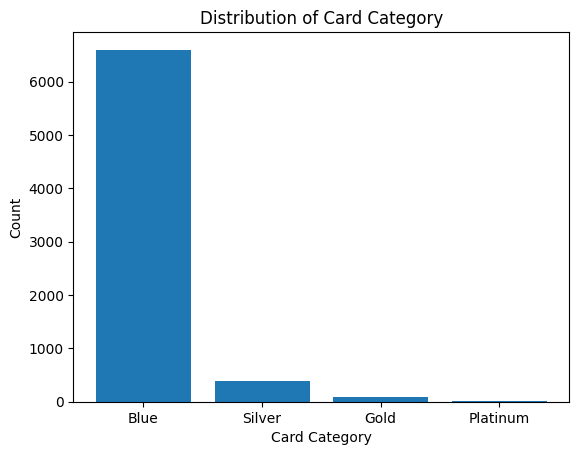 Distribution of Card Category
6000
5000
4000
3000
2000
1000
0
Count
Blue Silver Gold Platinum
Card Category